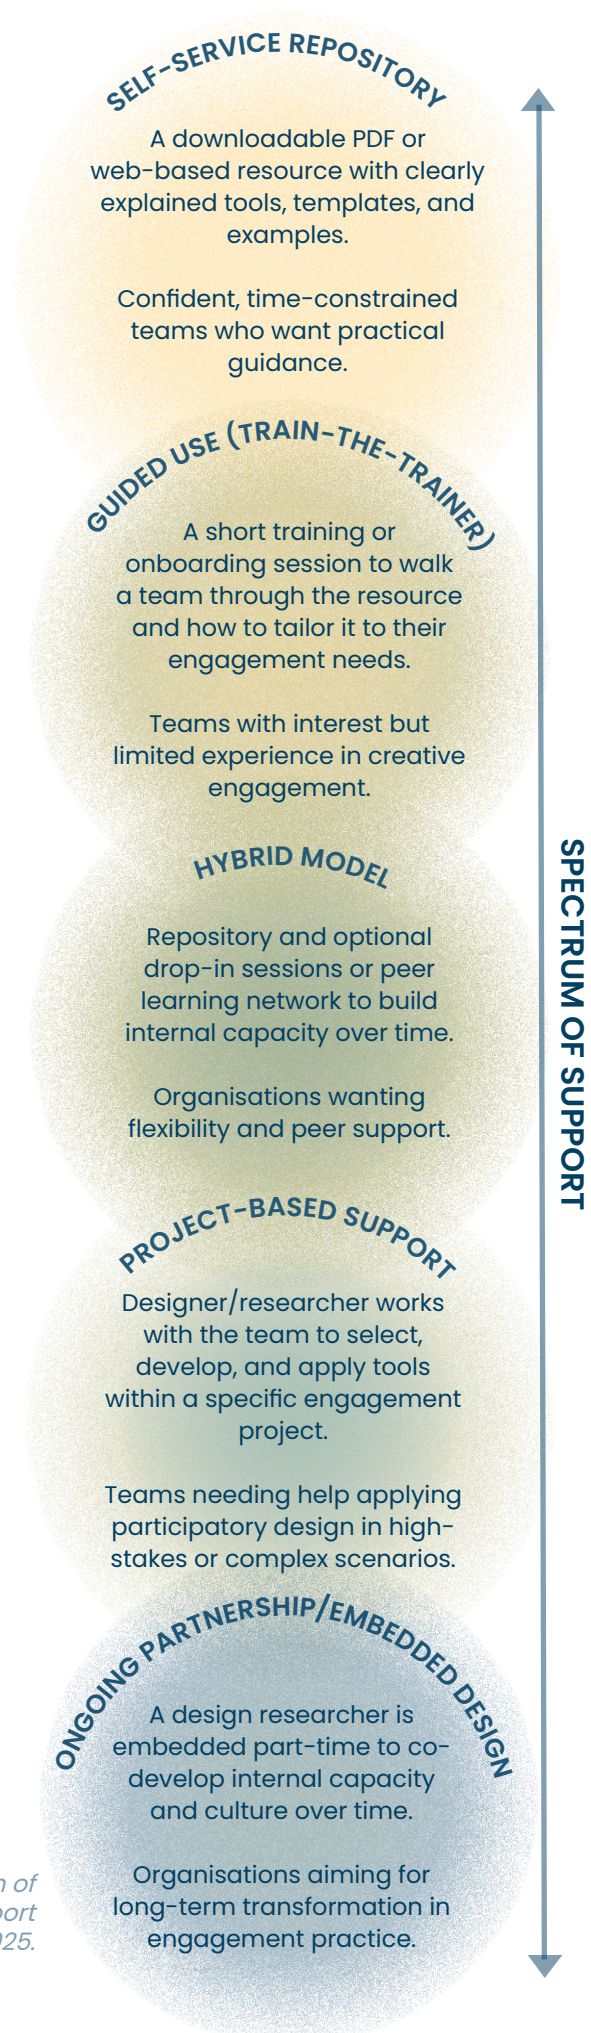 SELF-SERVICE REPOSITORY
A downloadable PDF or
web-based resource with clearly
explained tools, templates, and
examples.
Confident, time-constrained
teams who want practical
guidance.
GUIDED USE (TRAIN-THE-TRAINER)
A short training or
onboarding session to walk
a team through the resource
and how to tailor it to their
engagement needs.
Teams with interest but
limited experience in creative
engagement.
HYBRID MODEL
Repository and optional
drop-in sessions or peer
learning network to build
internal capacity over time.
Organisations wanting
flexibility and peer support.
SPECTRUM OF SUPPORT
PROJECT-BASED SUPPORT
Designer/researcher works
with the team to select,
develop, and apply tools
within a specific engagement
project.
Teams needing help applying
participatory design in high-
stakes or complex scenarios.
ONGOING PARTNERSHIP/EMBEDDED DESIGN
A design researcher is
embedded part-time to co-
develop internal capacity
and culture over time.
Organisations aiming for
long-term transformation in
engagement practice.
of